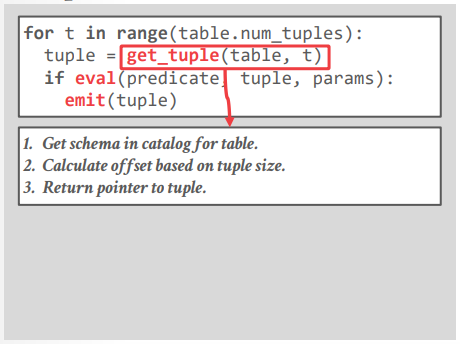 for t in range(table.num_tuples):
tuple = get_tuple(table, t)
if eval(predicate, tuple, params):
emit(tuple)
1. Get schema in catalog for table.
2. Calculate offset based on tuple size.
3. Return pointer to tuple.